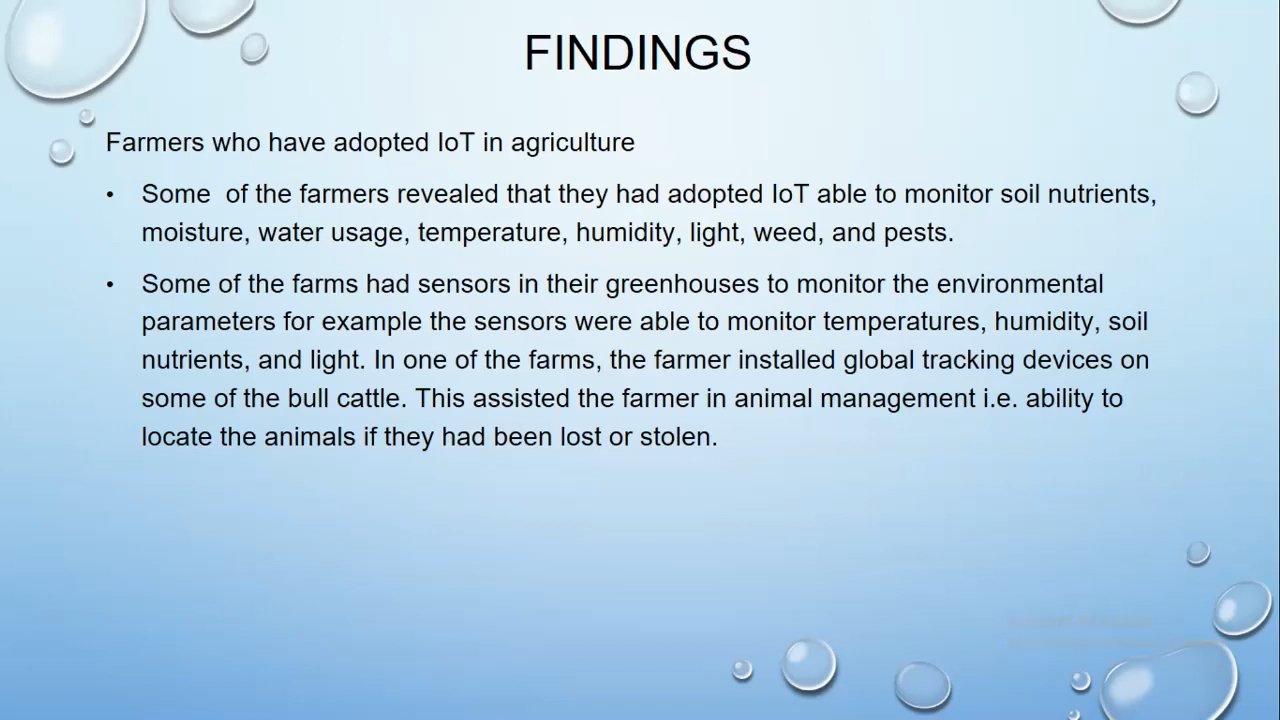 FINDINGS
Farmers who have adopted IoT in agriculture
• Some  of the farmers revealed that they had adopted IoT able to monitor soil nutrients,
moisture, water usage, temperature, humidity, light, weed, and pests.
• Some of the farms had sensors in their greenhouses to monitor the environmental
parameters for example the sensors were able to monitor temperatures, humidity, soil
nutrients, and light. In one of the farms, the farmer installed global tracking devices on
some of the bull cattle. This assisted the farmer in animal management i.e. ability to
locate the animals if they had been lost or stolen.